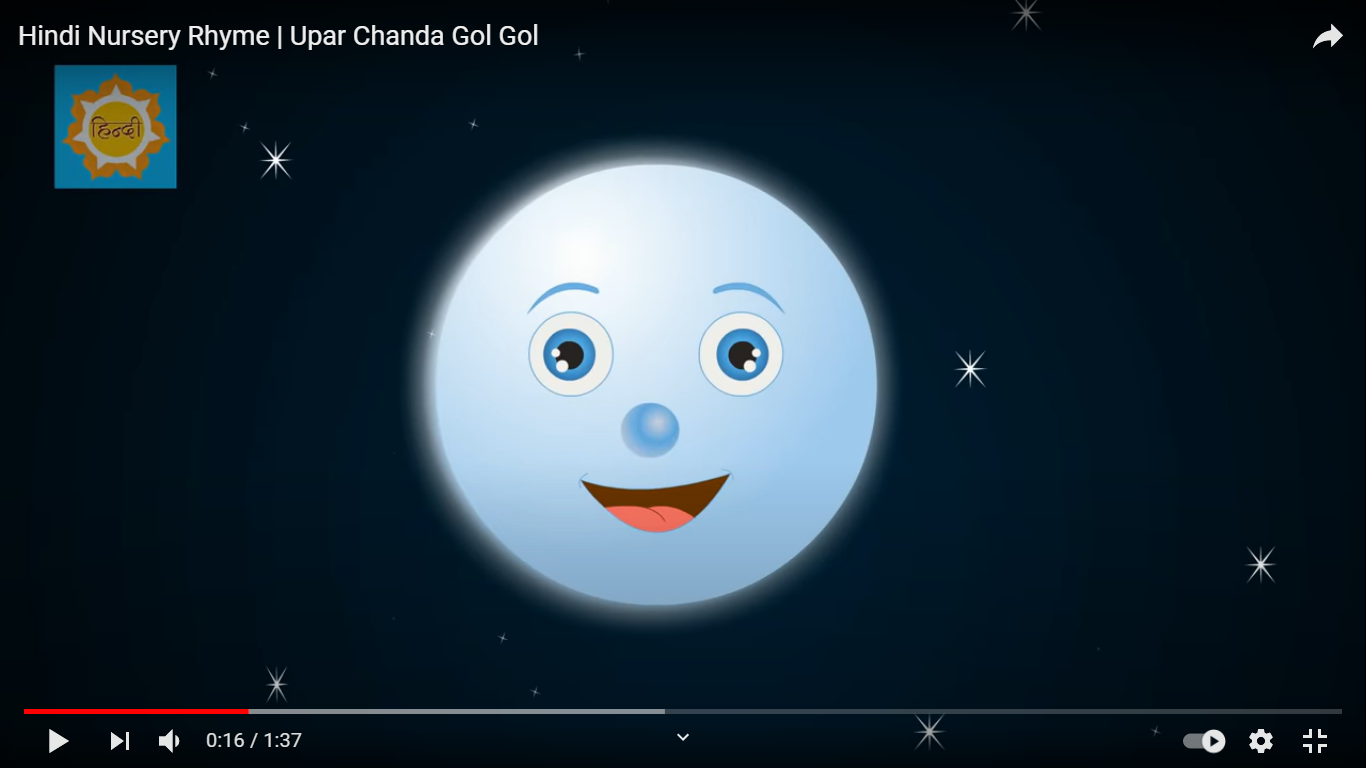 Hindi Nursery Rhyme | Upar Chanda Gol Gol
हिन्दी
0:16 / 1:37